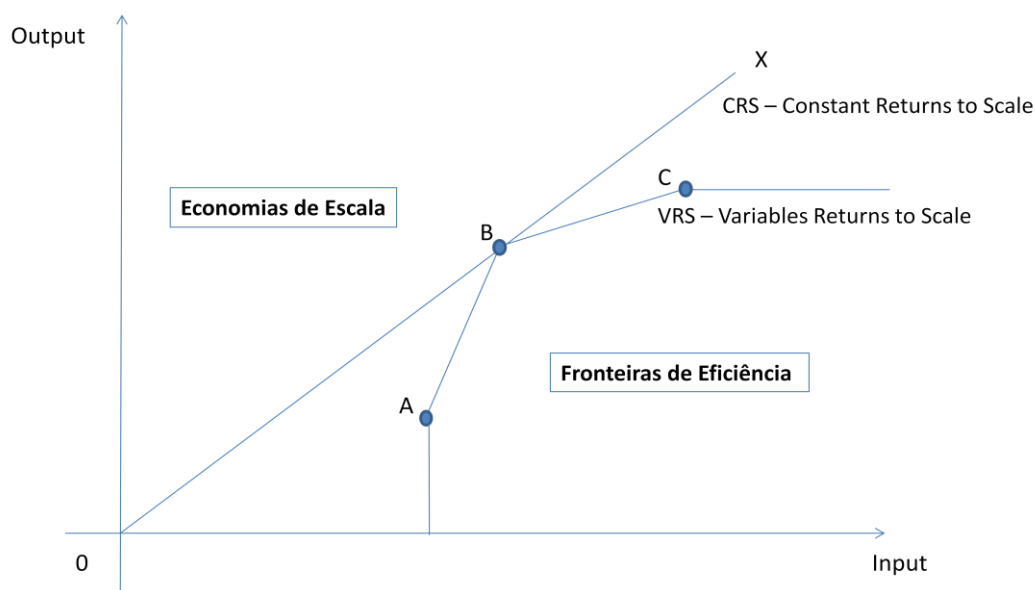 Output
X
CRS – Constant Returns to Scale
C
Economias de Escala
VRS – Variables Returns to Scale
B
Fronteiras de Eficiência
A
0
Input